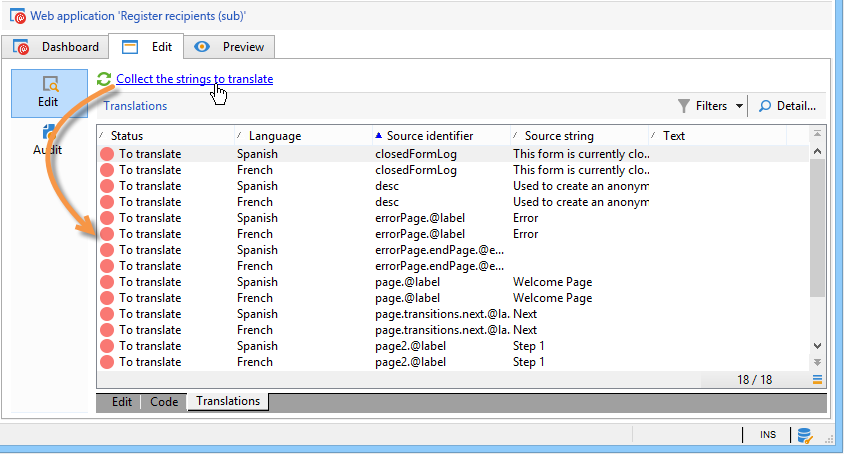 Web application 'Register recipients (sub)'
Dashboard Edit Preview
Collect the strings to translate
Edit
Audit
Translations Filters Detail...
Status Language Source identifier Source string Text
To translate Spanish closedFormLog This form is currently clo..
To translate French closedFormLog This form is currently clo..
To translate Spanish desc Used to create an anonym
To translate French desc Used to create an anonym
To translate Spanish errorPage.@label Error
To translate French errorPage.@label Error
To translate Spanish errorPage.endPage.@e...
To translate French errorPage.endPage.@e...
To translate Spanish page.@label Welcome Page
To translate French page.@label Welcome Page
To translate Spanish page.transitions.next.@la. Next
To translate French page.transitions.next.@la. Next
To translate Spanish page2.@label Step 1
To translate French page2.@label Step 1
18 / 18
Edit Code Translations
INS